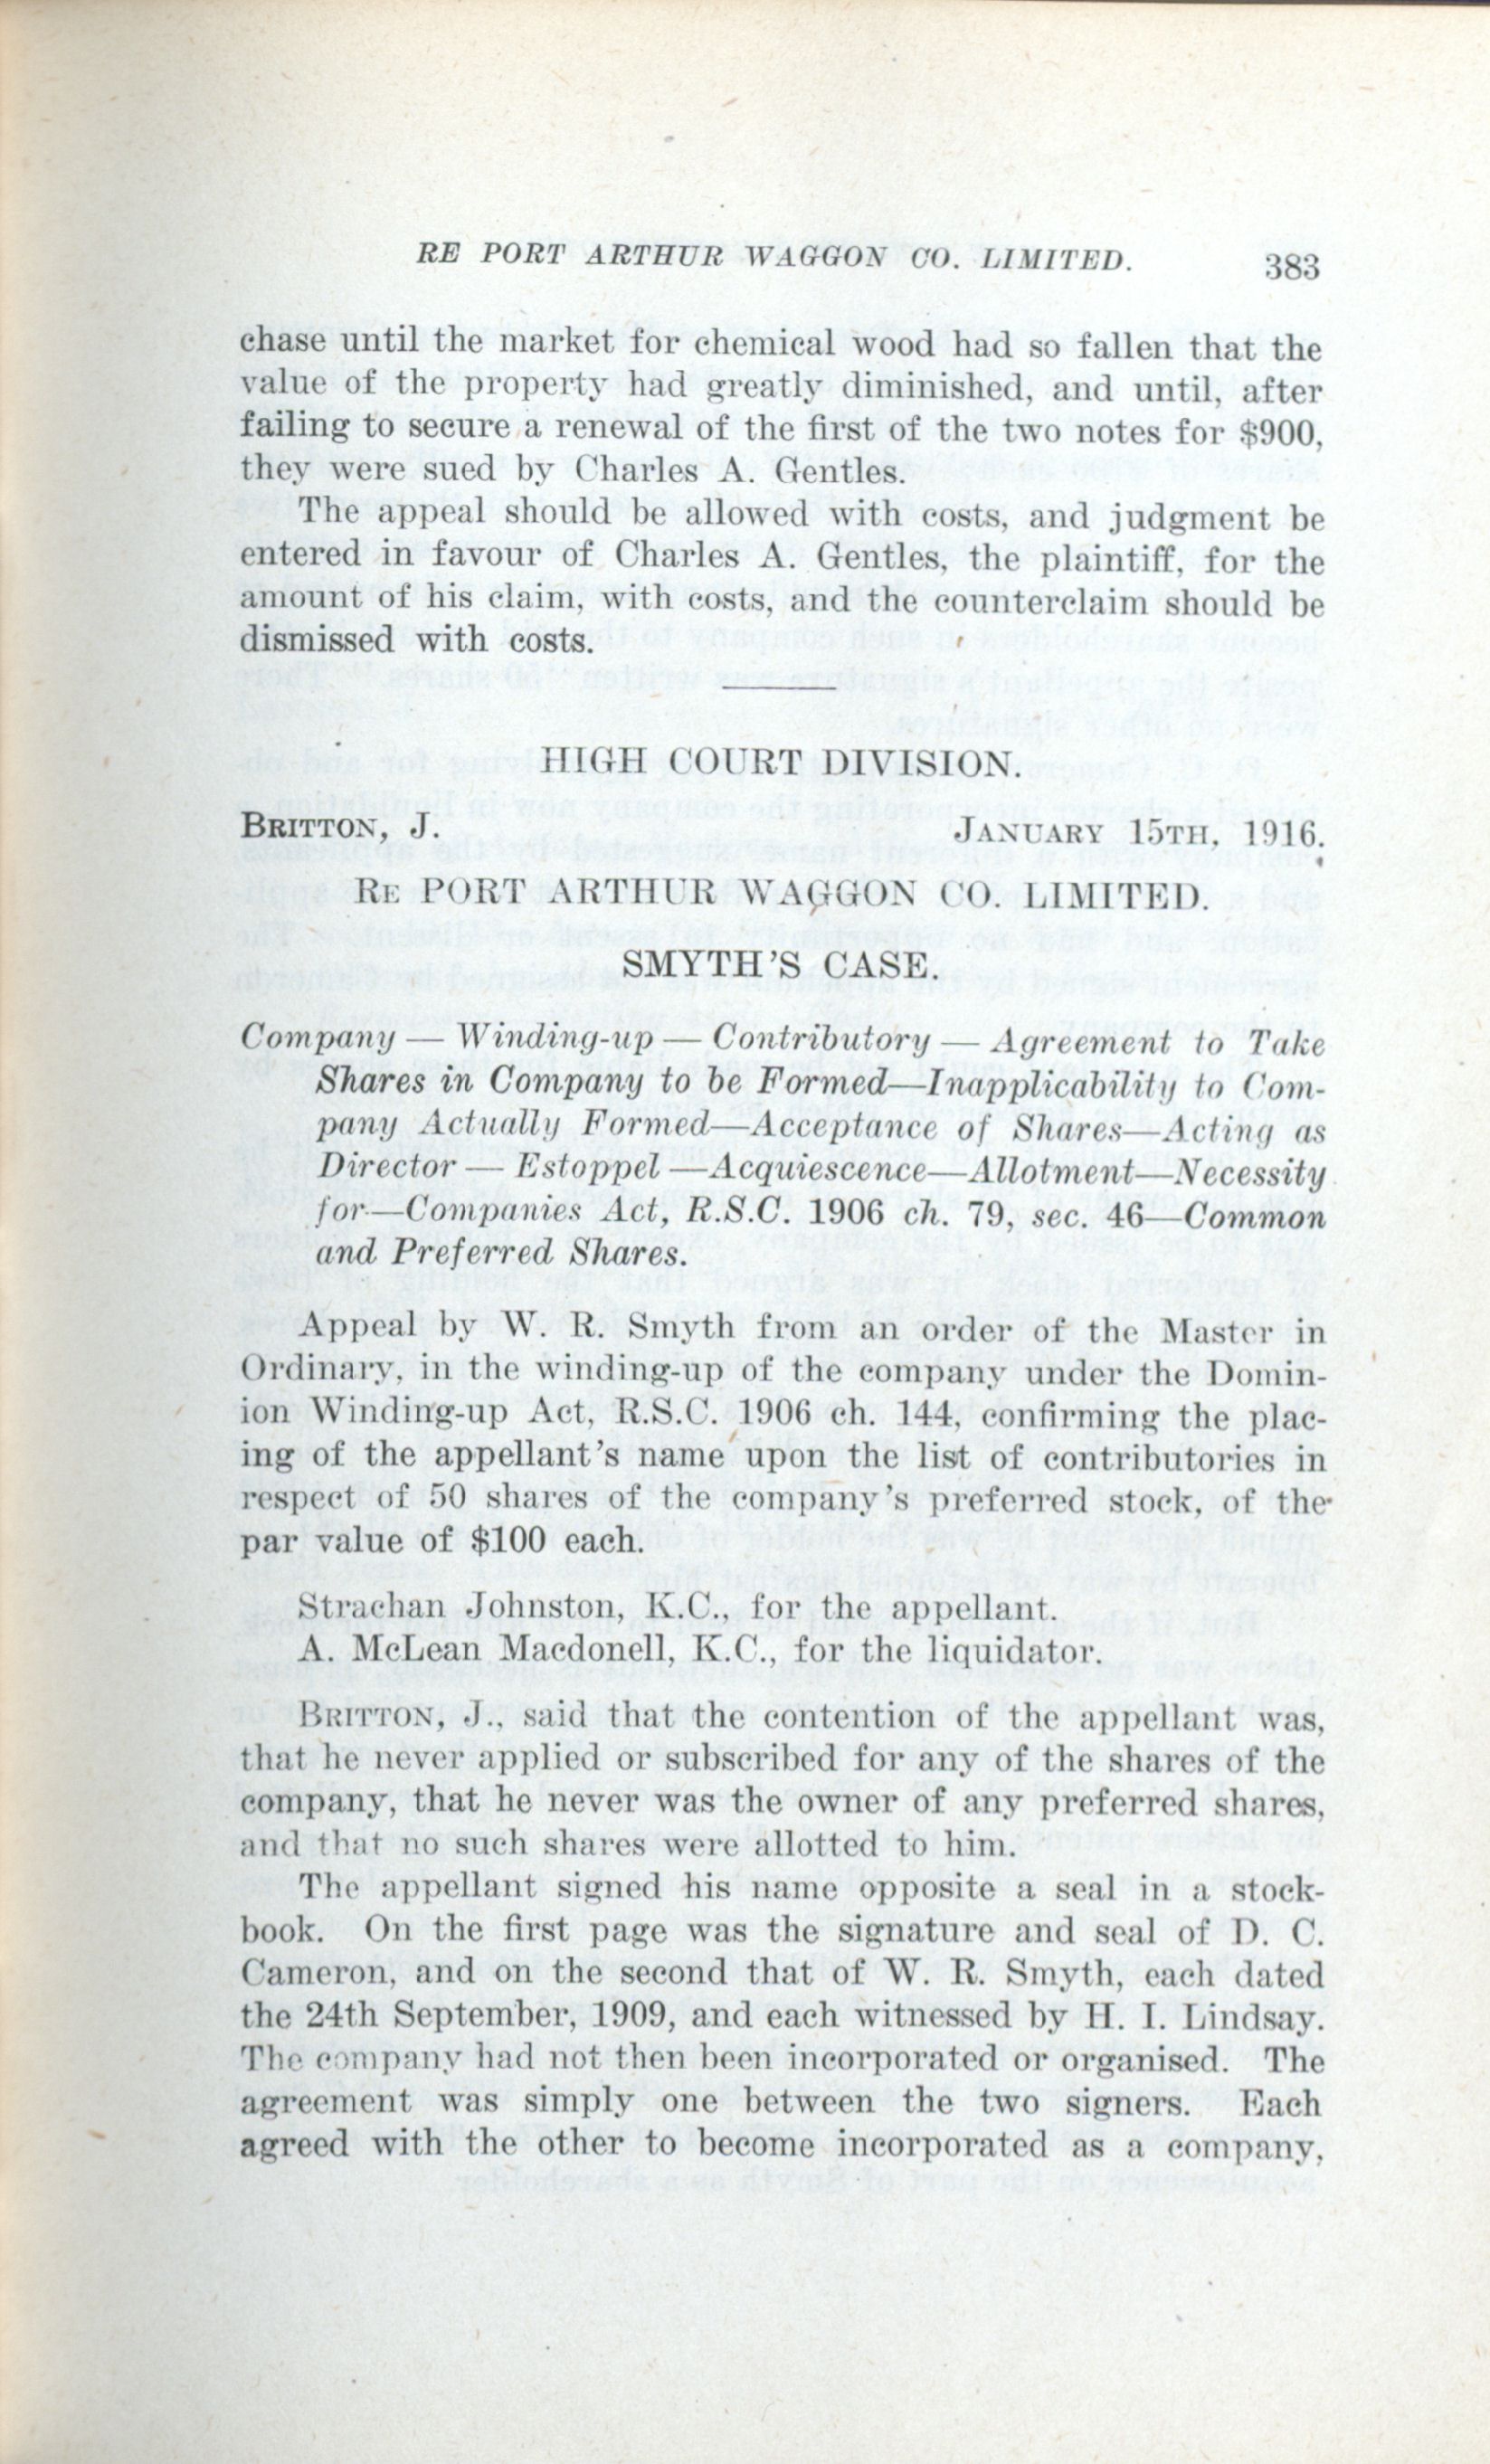 RE PORT ARTHUR WAGGON CO. LIMITED. 383
chase until the market for chemical wood had so fallen that the
value of the property had greatly diminished, and until, after
failing to secure a renewal of the first of the two notes for $900,
they were sued by Charles A. Gentles.
The appeal should be allowed with costs, and judgment be
entered in favour of Charles A. Gentles, the plaintiff, for the
amount of his claim, with costs, and the counterclaim should be
dismissed with costs.
HIGH COURT DIVISION.
BRITTON, J. JANUARY 15TH, 1916.
RE PORT ARTHUR WAGGON CO. LIMITED.
SMYTH'S CASE.
Company — Winding-up — Contributory — Agreement to Take
Shares in Company to be Formed—Inapplicability to Com-
pany Actually Formed—Acceptance of Shares—Acting as
Director — Estoppel —Acquiescence—Allotment—Necessity
for—Companies Act, R.S.C. 1906 ch. 79, sec. 46—Common
and Preferred Shares.
Appeal by W. R. Smyth from an order of the Master in
Ordinary, in the winding-up of the company under the Domin-
ion Winding-up Act, R.S.C. 1906 ch. 144, confirming the plac-
ing of the appellant's name upon the list of contributories in
respect of 50 shares of the company's preferred stock, of the
par value of $100 each.
Strachan Johnston, K.C., for the appellant.
A. McLean Macdonell, K.C., for the liquidator.
BRITTON, J., said that the contention of the appellant was,
that he never applied or subscribed for any of the shares of the
company, that he never was the owner of any preferred shares,
and that no such shares were allotted to him.
The appellant signed his name opposite a seal in a stock-
book. On the first page was the signature and seal of D. C.
Cameron, and on the second that of W. R. Smyth, each dated
the 24th September, 1909, and each witnessed by H. I. Lindsay.
The company had not then been incorporated or organised. The
agreement was simply one between the two signers. Each
agreed with the other to become incorporated as a company,